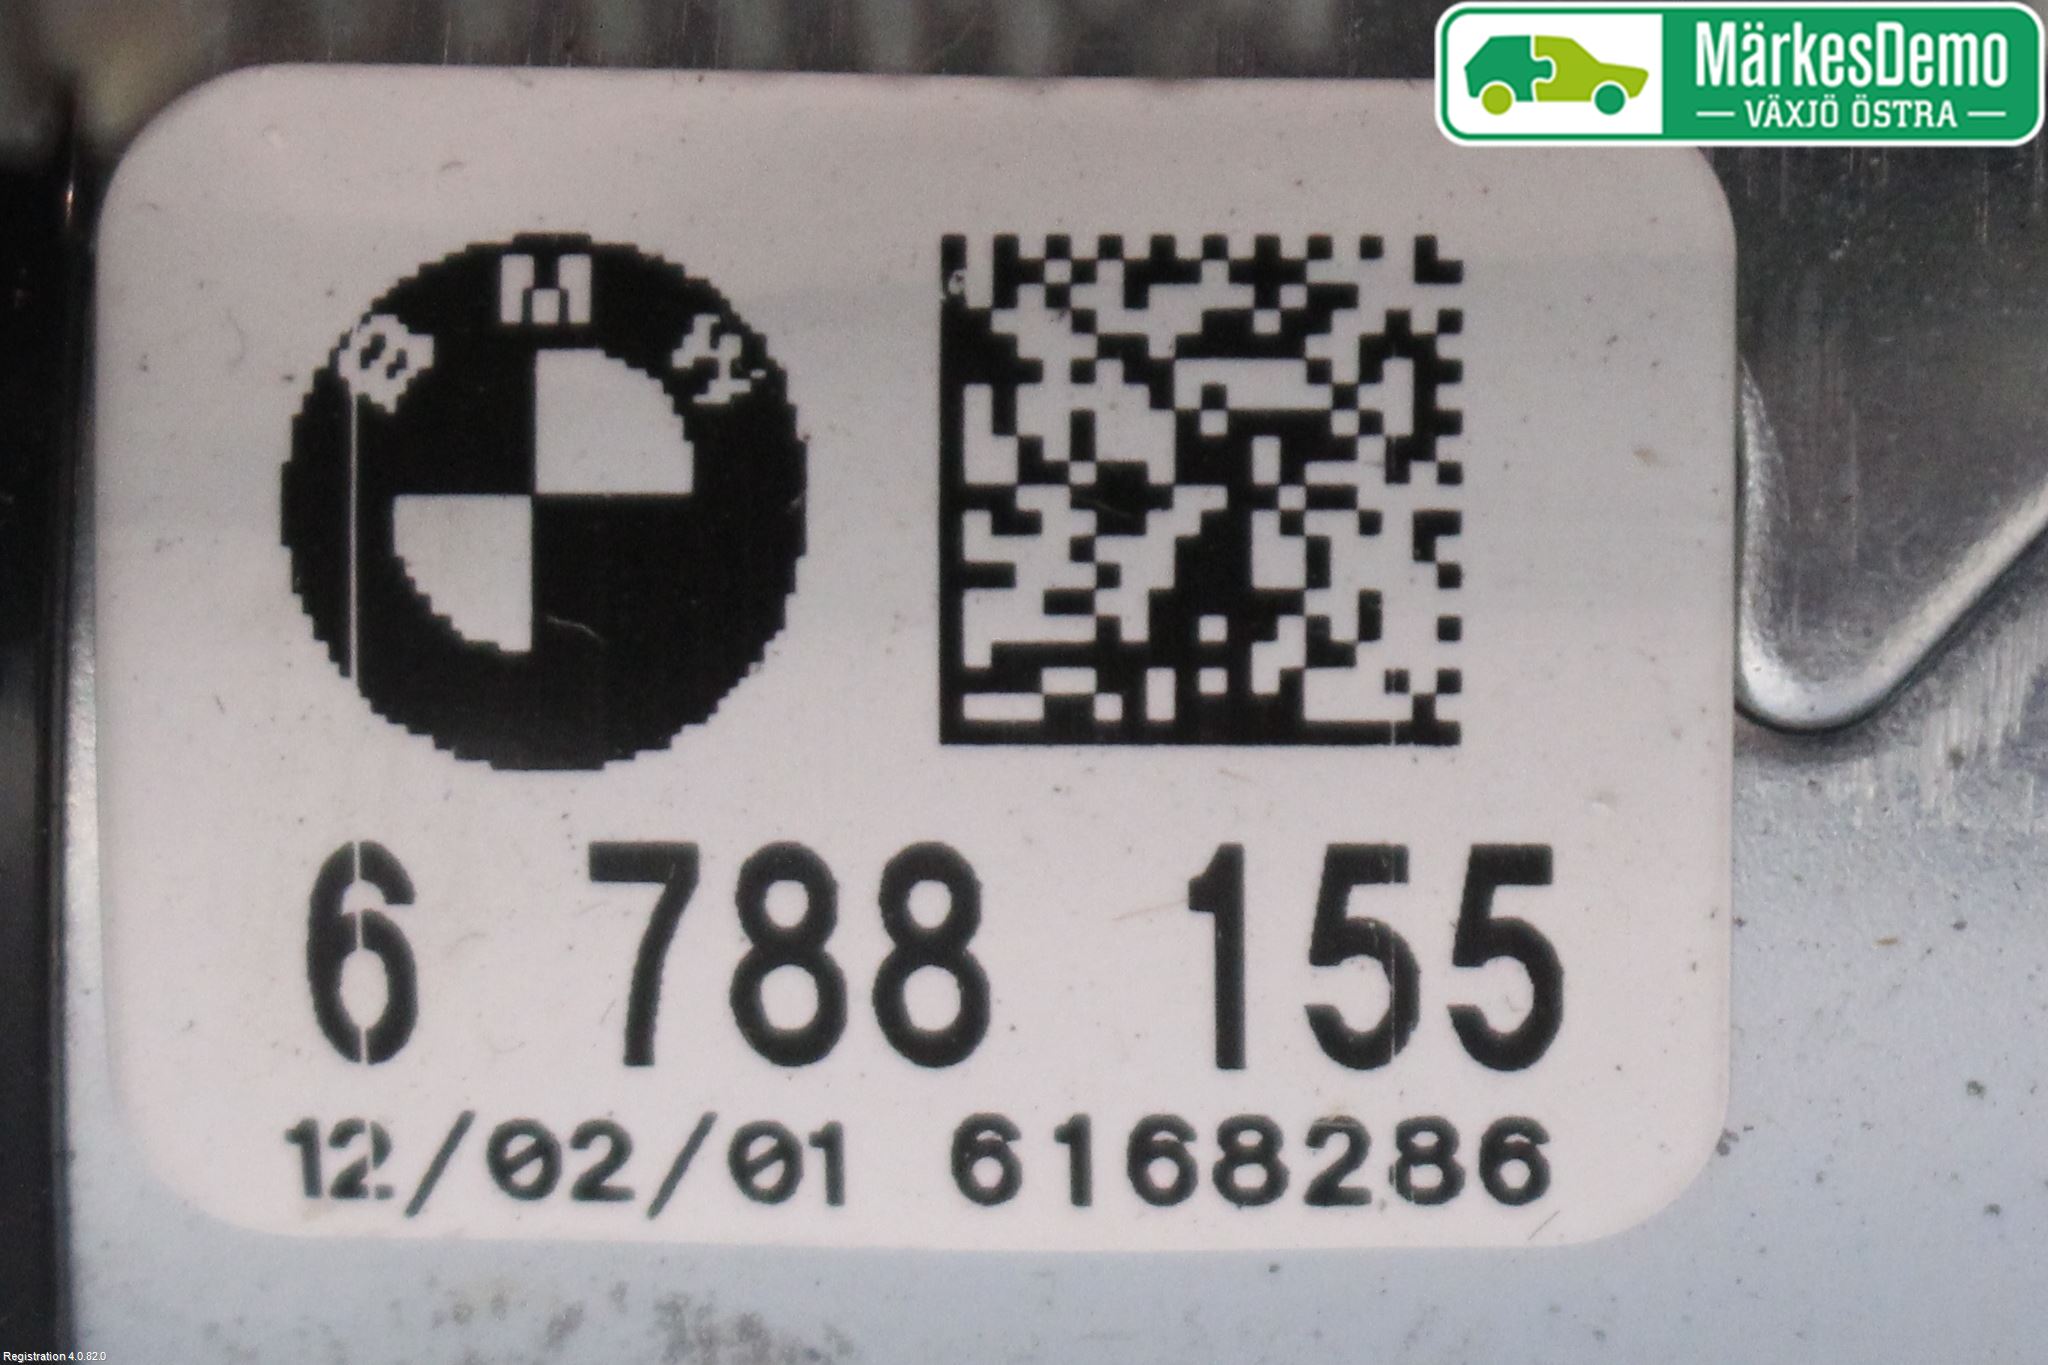 MärkesDemo
VÄXJÖ ÖSTRA
BMW
6 788 155
12/02/01 6168286
Registration 4.0.82.0